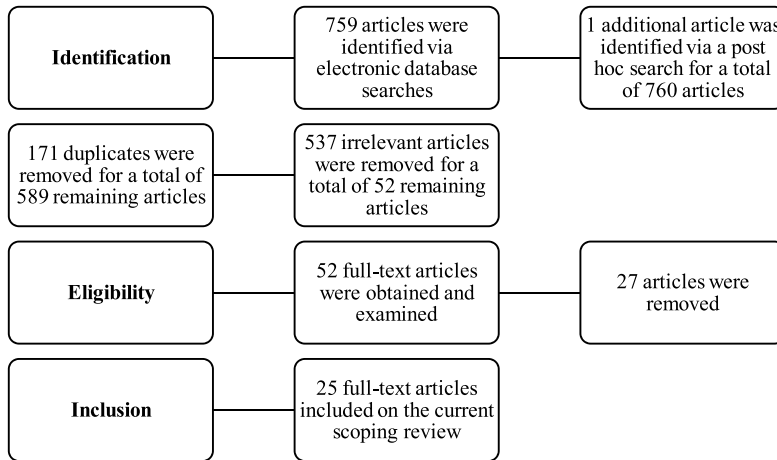 Identification
759 articles were
identified via
electronic database
searches
1 additional article was
identified via a post
hoc search for a total
of 760 articles
171 duplicates were
removed for a total of
589 remaining articles
537 irrelevant articles
were removed for a
total of 52 remaining
articles
Eligibility
52 full-text articles
were obtained and
examined
27 articles were
removed
Inclusion
25 full-text articles
included on the current
scoping review